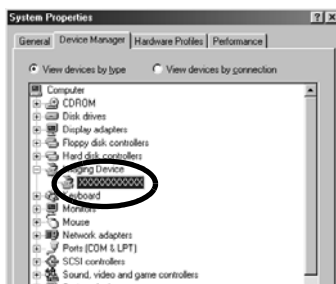 System Properties
General Device Manager Hardware Profiles Performance
View devices by type View devices by connection
Computer
CDROM
Disk drives
Display adapters
Floppy disk controllers
Hard disk controllers
Imaging Device
XXXXXXXXXXXX
Keyboard
Monitors
Mouse
Network adapters
Ports (COM & LPT)
SCSI controllers
Sound, video and game controllers